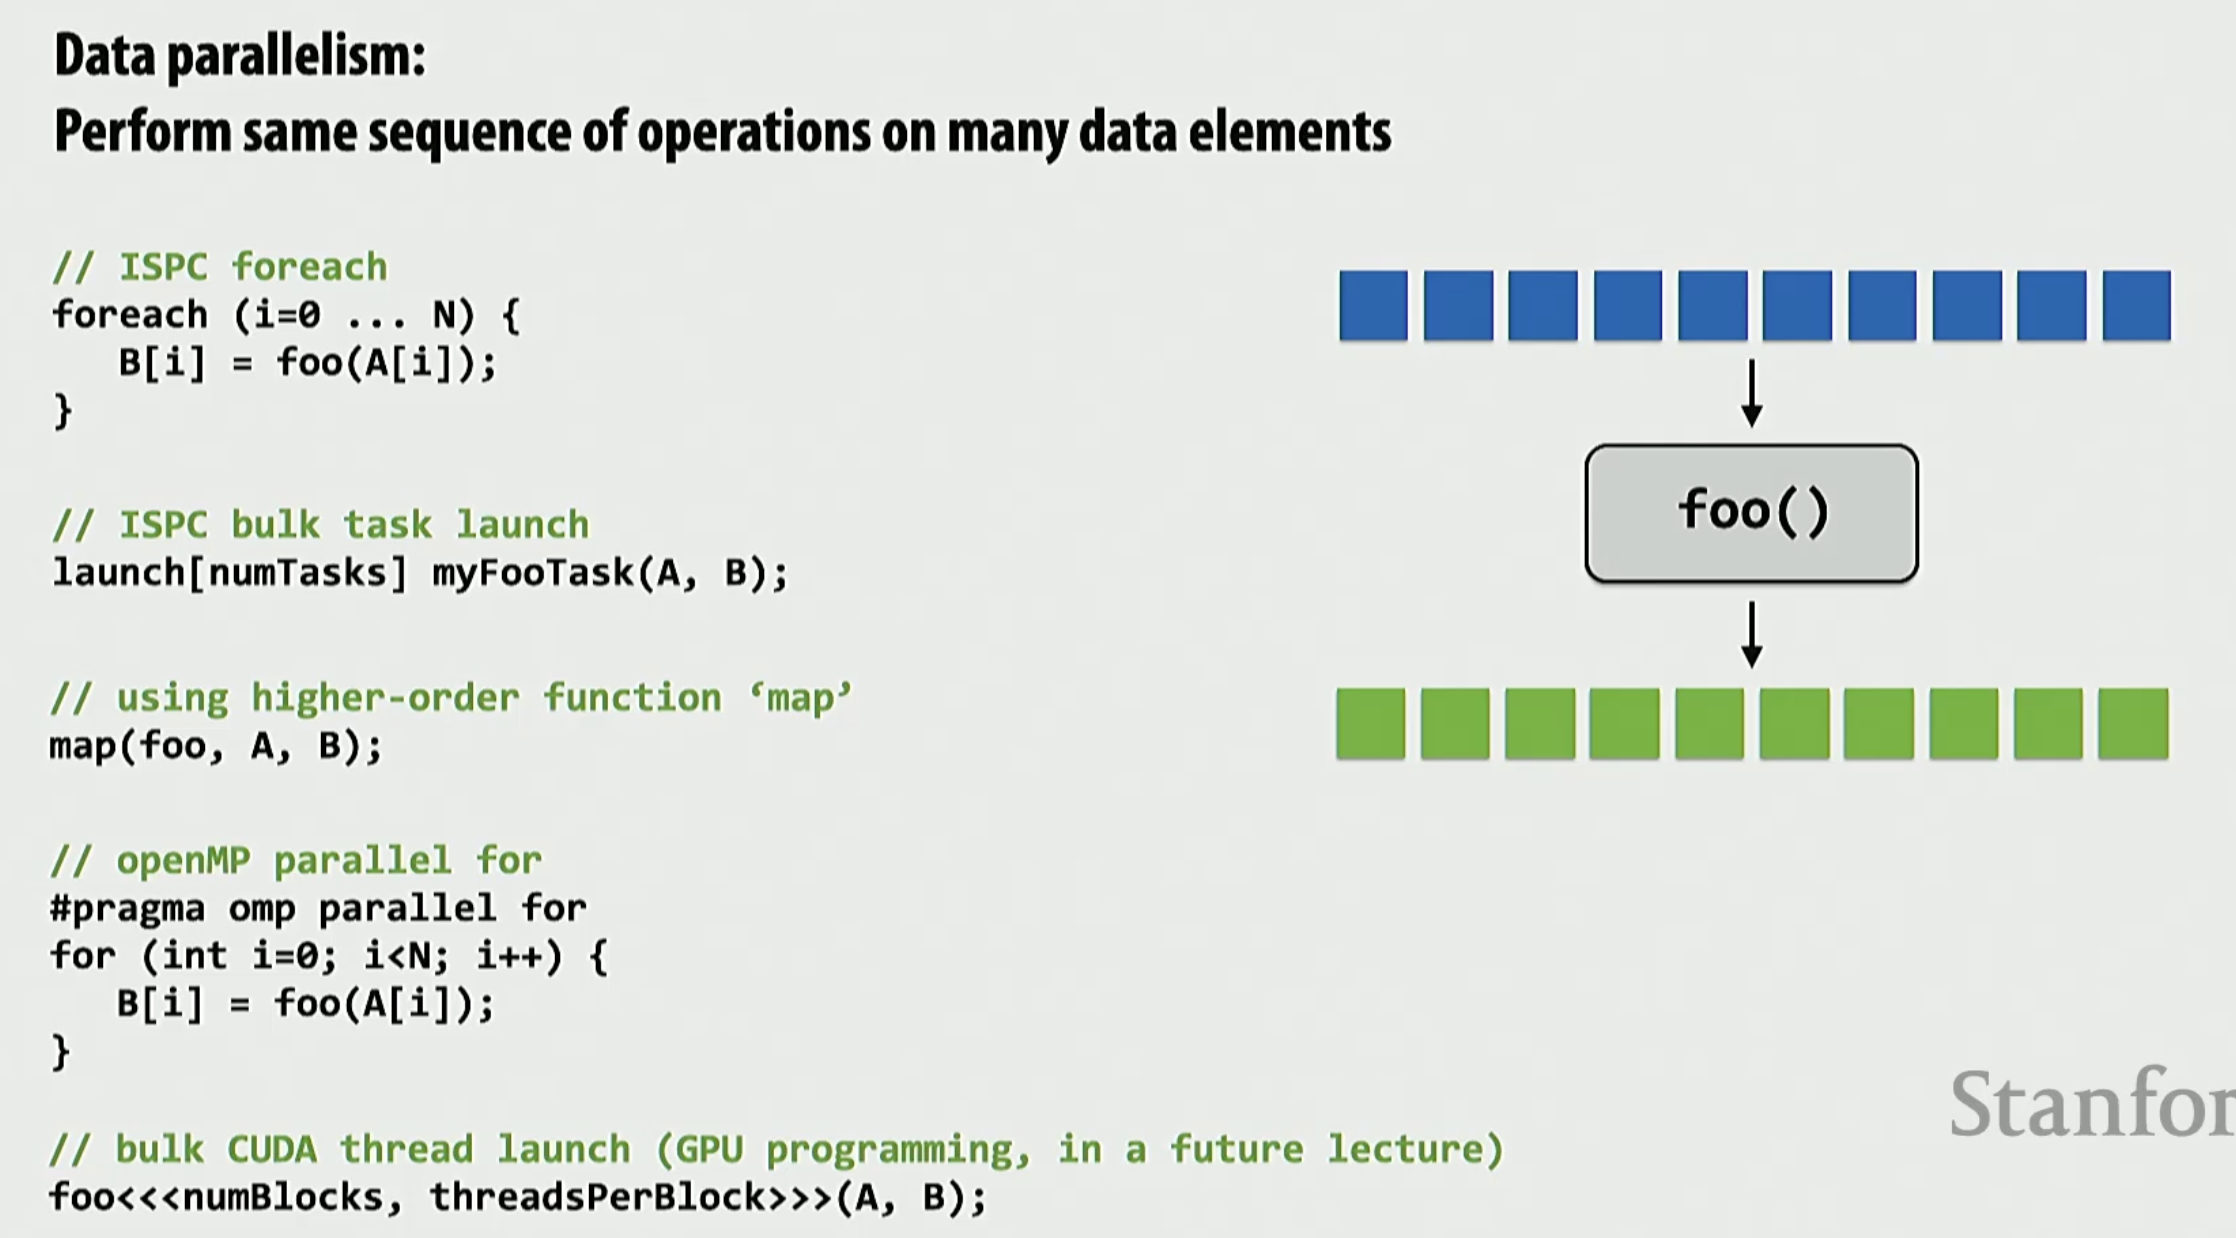 Data parallelism:
Perform same sequence of operations on many data elements
// ISPC foreach
foreach (i=0 ... N) {
   B[i] = foo(A[i]);
}
// ISPC bulk task launch
launch[numTasks] myFooTask(A, B);
// using higher-order function ‘map’
map(foo, A, B);
// openMP parallel for
#pragma omp parallel for
for (int i=0; i<N; i++) {
   B[i] = foo(A[i]);
}
// bulk CUDA thread launch (GPU programming, in a future lecture)
foo<<<numBlocks, threadsPerBlock>>>(A, B);
foo()
Stanfor